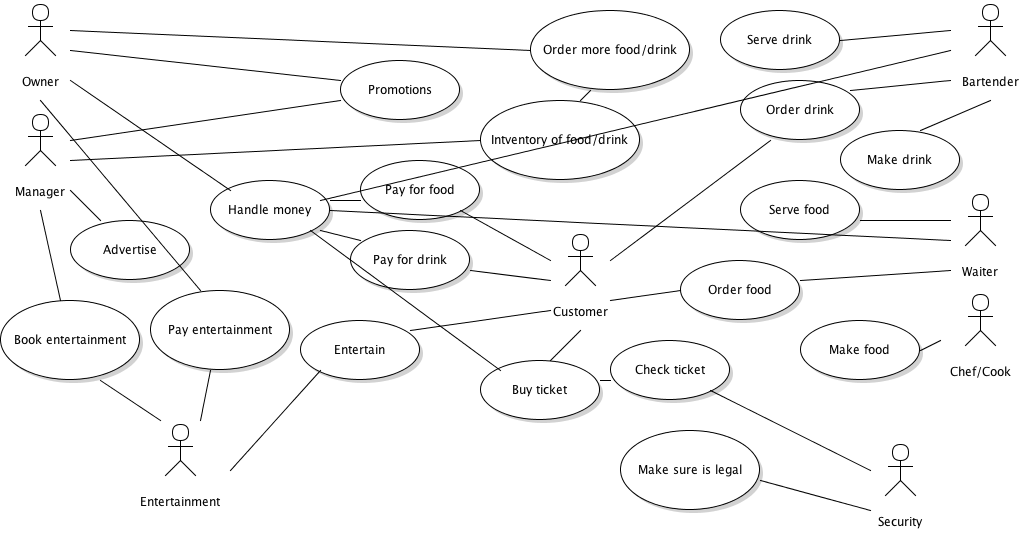 Order more food/drink
Serve drink
Owner
Bartender
Promotions
Order drink
Intventory of food/drink
Make drink
Manager
Pay for food
Handle money
Serve food
Advertise
Pay for drink
Waiter
Order food
Customer
Book entertainment
Pay entertainment
Entertain
Make food
Chef/Cook
Buy ticket
Check ticket
Make sure is legal
Entertainment
Security